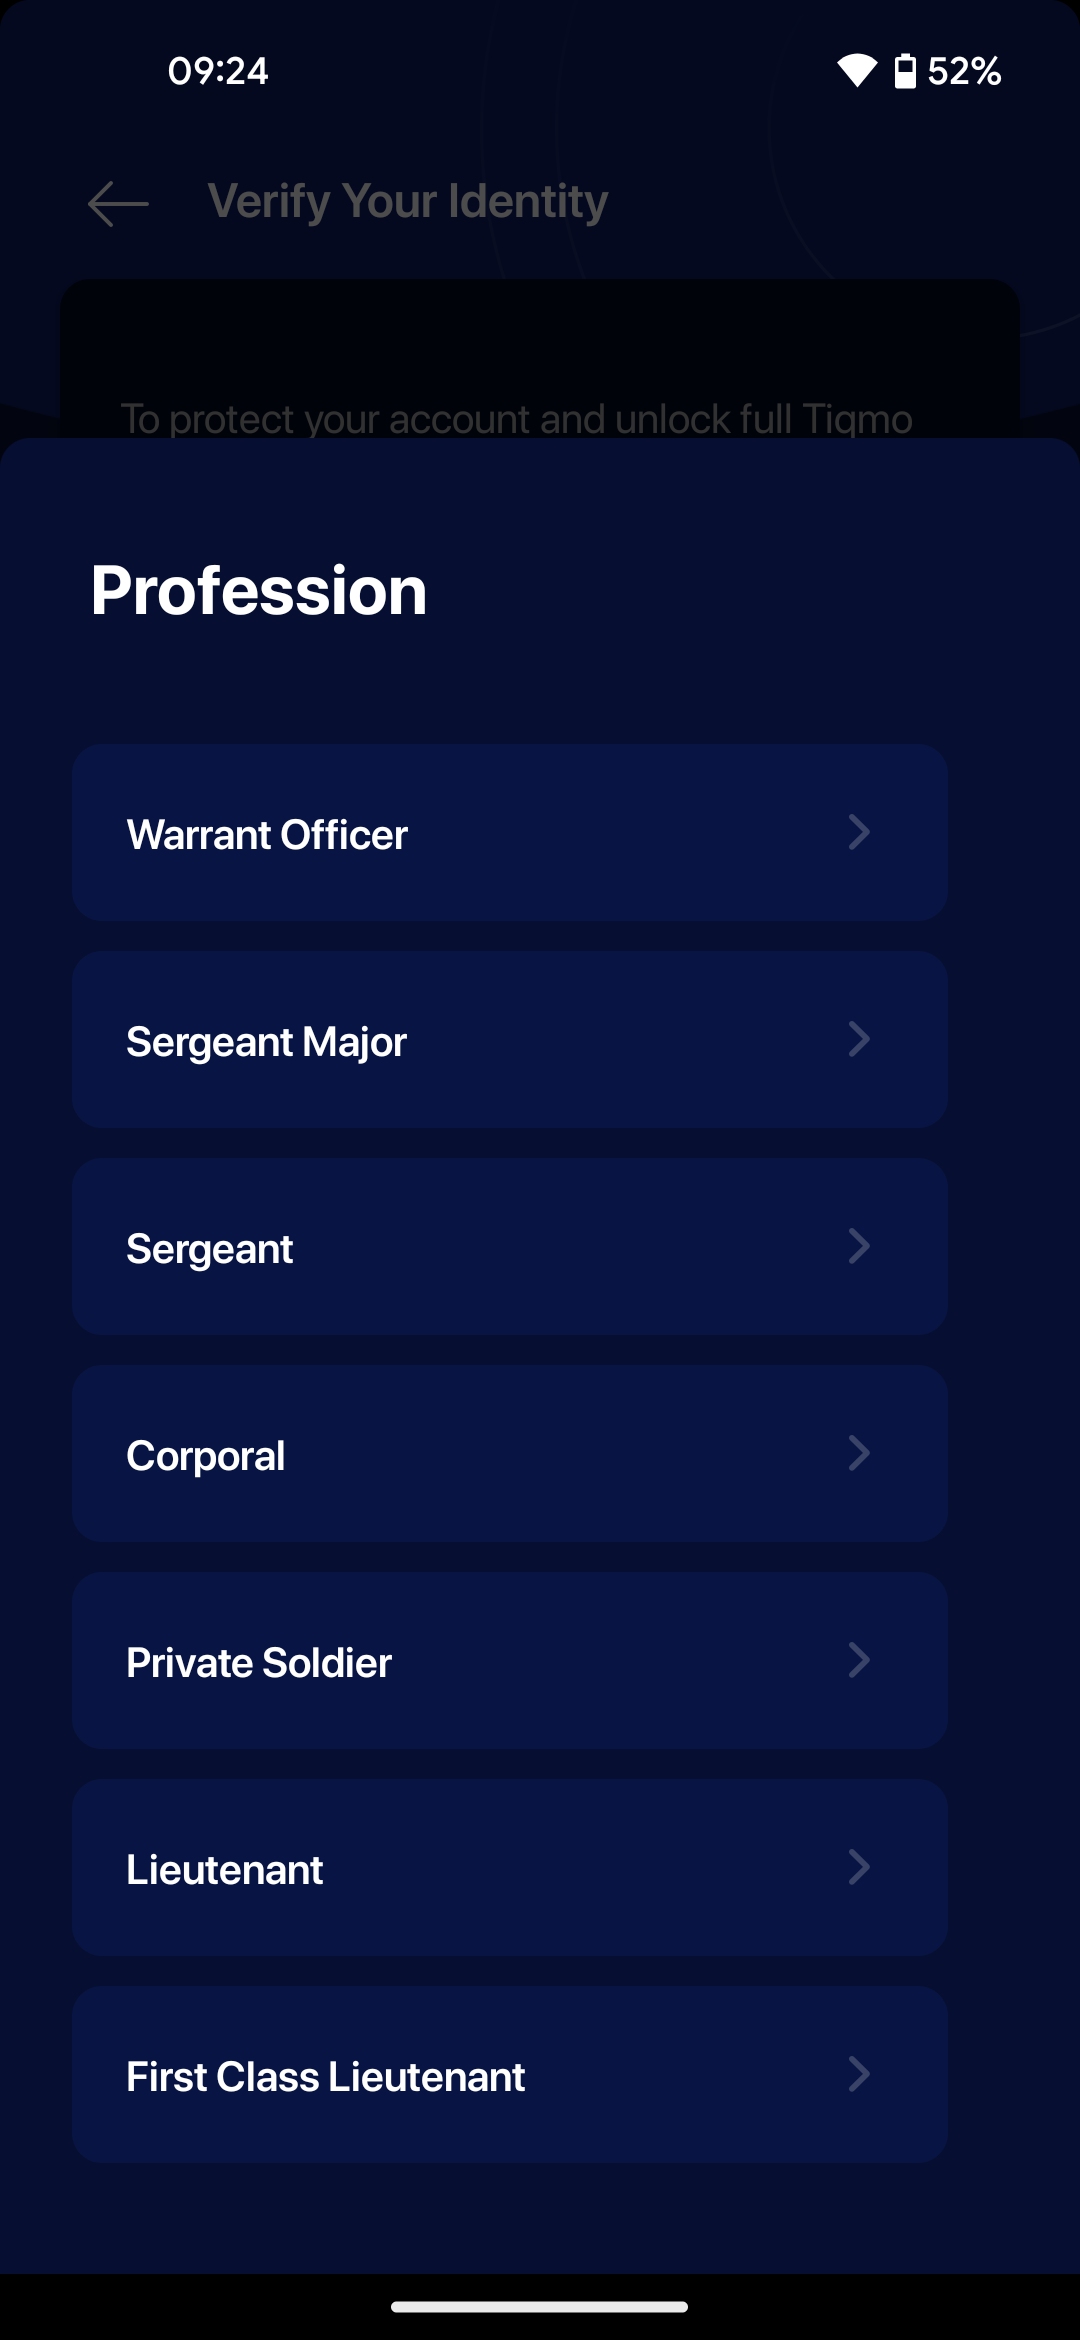 09:24
52%
Verify Your Identity
To protect your account and unlock full Tiqmo
Profession
Warrant Officer
Sergeant Major
Sergeant
Corporal
Private Soldier
Lieutenant
First Class Lieutenant